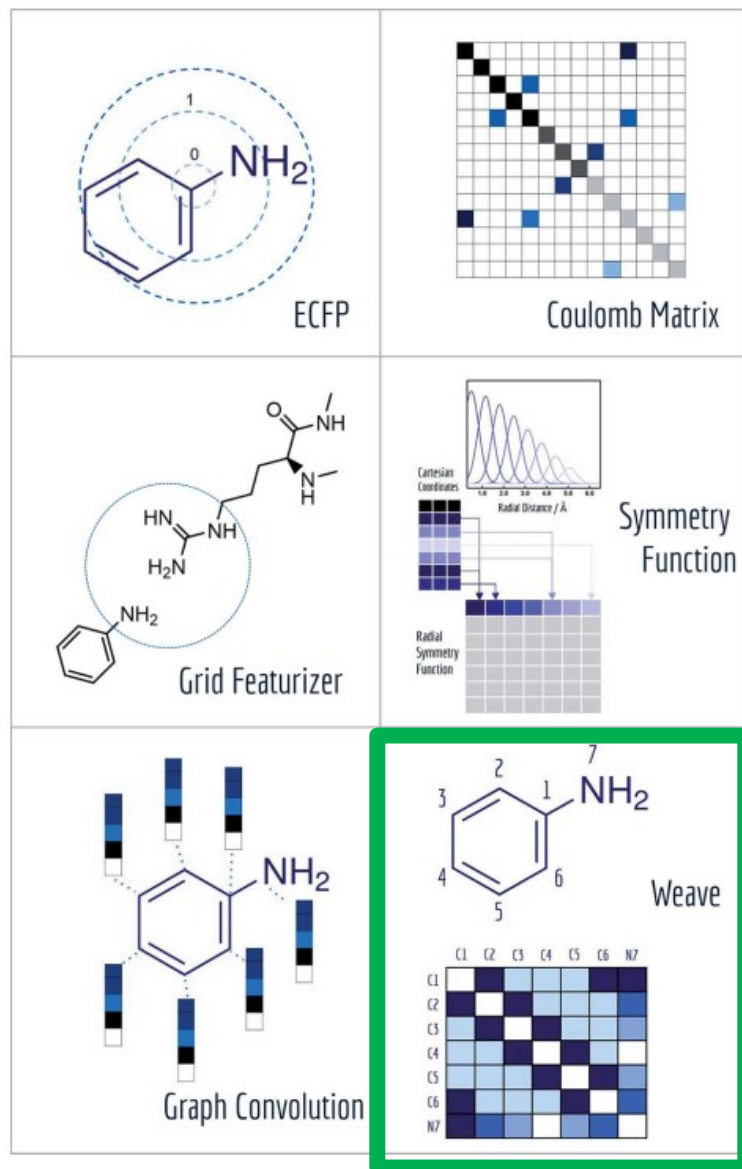 1
0
NH2
ECFP
Coulomb Matrix
O
NH
N
H
HN
NH
H2N
NH2
Grid Featurizer
Cartesian
Coordinates
1.0 2.0 3.0 4.0 5.0 6.0
Radial Distance / Å
Symmetry
Function
Radial
Symmetry
Function
NH2
Graph Convolution
7
2
1
NH2
3
4
6
5
Weave
C1 C2 C3 C4 C5 C6 N7
C1
C2
C3
C4
C5
C6
N7